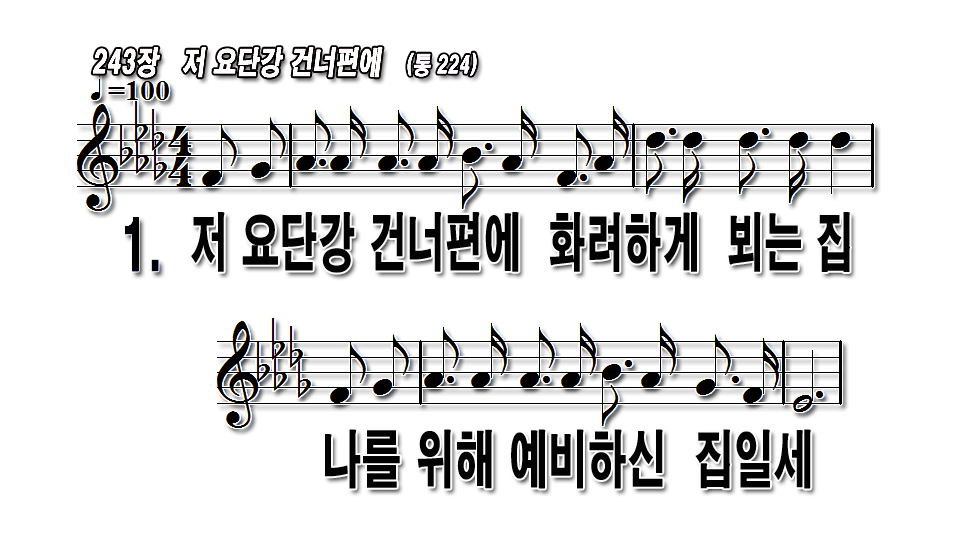 243장 저 요단강 건너편에 (통 224)
♩=100
1. 저 요단강 건너편에 화려하게 뵈는 집
나를 위해 예비하신 집일세